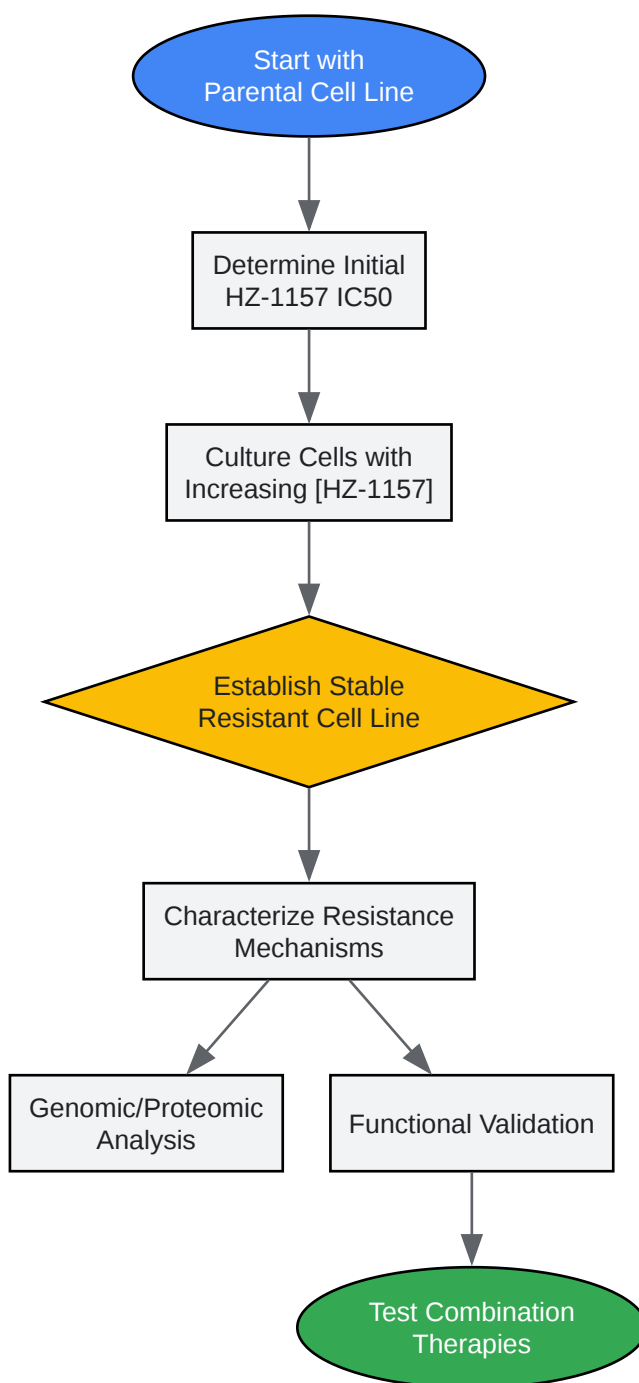 Start with
Parental Cell Line
Determine Initial
HZ-1157 IC50
Culture Cells with
Increasing [HZ-1157]
Establish Stable
Resistant Cell Line
Characterize Resistance
Mechanisms
Genomic/Proteomic
Analysis
Functional Validation
Test Combination
Therapies